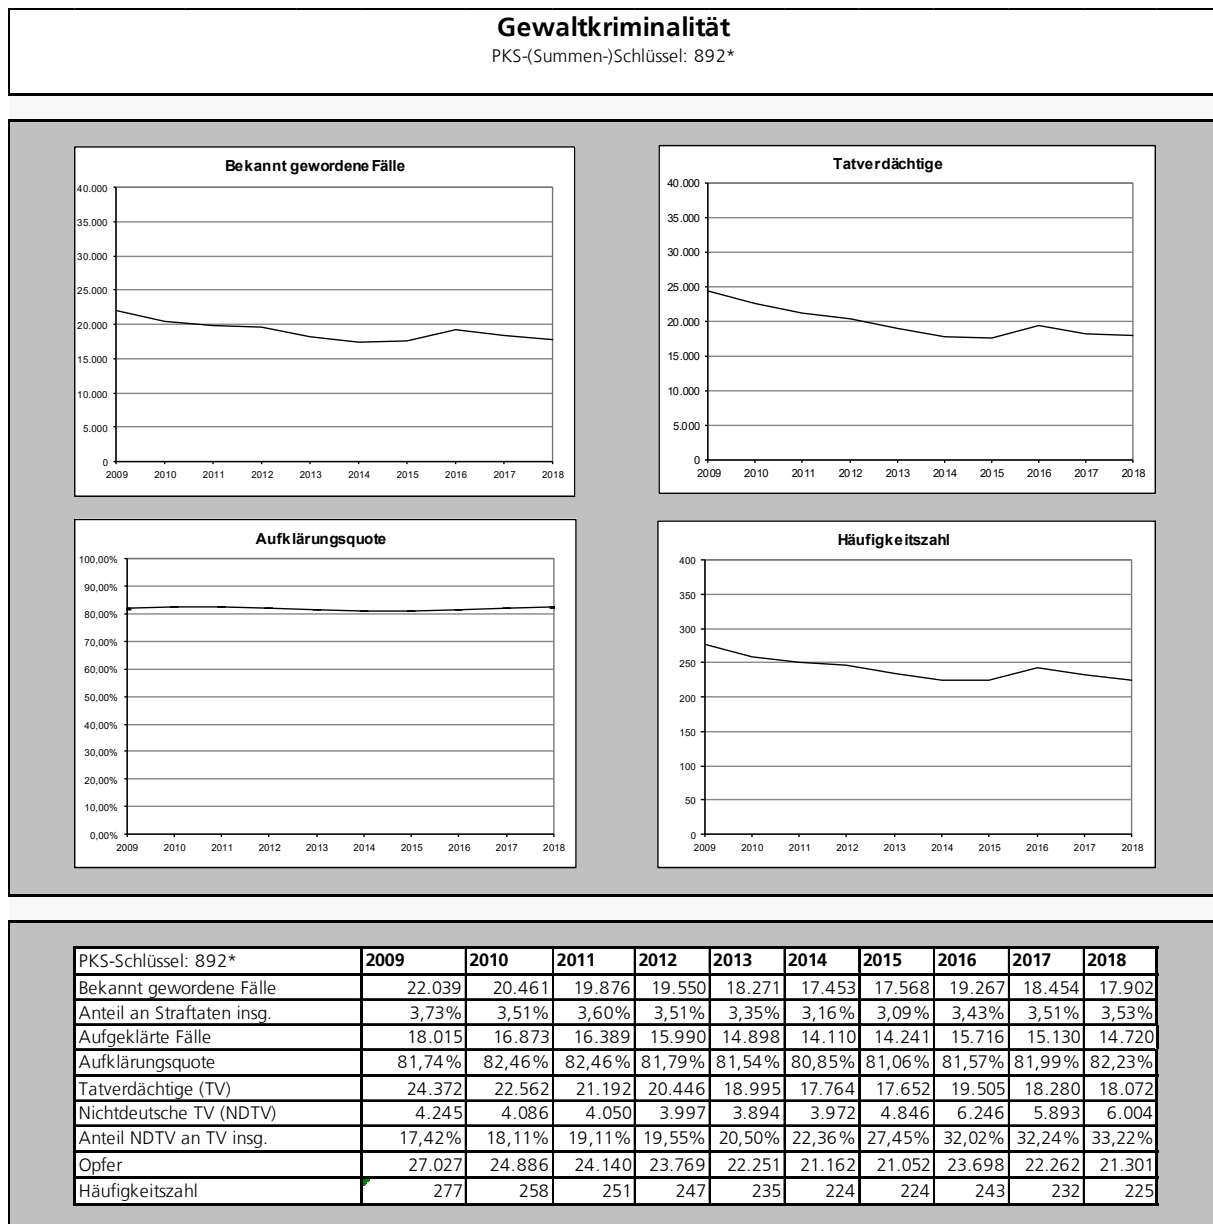 Gewaltkriminalität
PKS-(Summen-)Schlüssel: 892*
Bekannt gewordene Fälle
40.000
35.000
30.000
25.000
20.000
15.000
10.000
5.000
0
2009 2010 2011 2012 2013 2014 2015 2016 2017 2018
Tatverdächtige
40.000
35.000
30.000
25.000
20.000
15.000
10.000
5.000
0
2009 2010 2011 2012 2013 2014 2015 2016 2017 2018
Aufklärungsquote
100,00%
90,00%
80,00%
70,00%
60,00%
50,00%
40,00%
30,00%
20,00%
10,00%
0,00%
2009 2010 2011 2012 2013 2014 2015 2016 2017 2018
Häufigkeitszahl
400
350
300
250
200
150
100
50
0
2009 2010 2011 2012 2013 2014 2015 2016 2017 2018
PKS-Schlüssel: 892* 2009 2010 2011 2012 2013 2014 2015 2016 2017 2018
Bekannt gewordene Fälle 22.039 20.461 19.876 19.550 18.271 17.453 17.568 19.267 18.454 17.902
Anteil an Straftaten insg. 3,73% 3,51% 3,60% 3,51% 3,35% 3,16% 3,09% 3,43% 3,51% 3,53%
Aufgeklärte Fälle 18.015 16.873 16.389 15.990 14.898 14.110 14.241 15.716 15.130 14.720
Aufklärungsquote 81,74% 82,46% 82,46% 81,79% 81,54% 80,85% 81,06% 81,57% 81,99% 82,23%
Tatverdächtige (TV) 24.372 22.562 21.192 20.446 18.995 17.764 17.652 19.505 18.280 18.072
Nichtdeutsche TV (NDTV) 4.245 4.086 4.050 3.997 3.894 3.972 4.846 6.246 5.893 6.004
Anteil NDTV an TV insg. 17,42% 18,11% 19,11% 19,55% 20,50% 22,36% 27,45% 32,02% 32,24% 33,22%
Opfer 27.027 24.886 24.140 23.769 22.251 21.162 21.052 23.698 22.262 21.301
Häufigkeitszahl 277 258 251 247 235 224 224 243 232 225